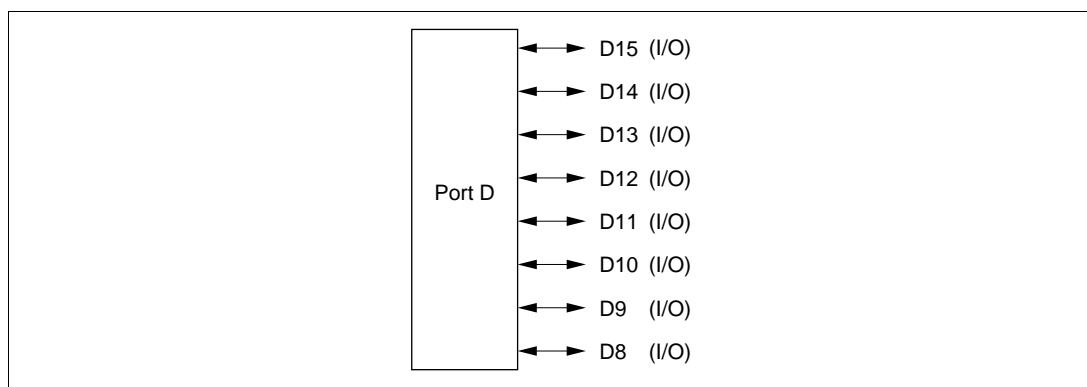 D15 (I/O)
D14 (I/O)
D13 (I/O)
D12 (I/O)
Port D
D11 (I/O)
D10 (I/O)
D9 (I/O)
D8 (I/O)